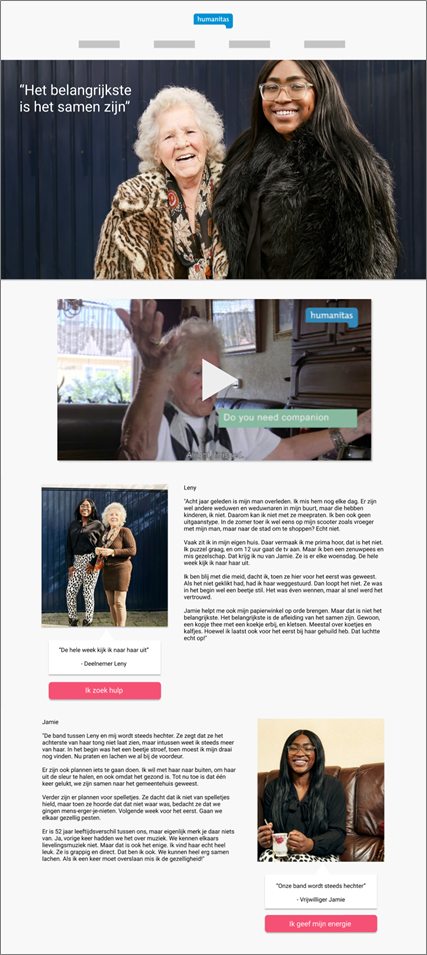 humanitas
“Het belangrijkste
is het samen zijn”
humanitas
Do you need companion
Leny
"Acht jaar geleden is mijn man overleden. Ik mis hem nog elke dag. Er zijn
wel andere weduwen en weduwnaren in mijn buurt, maar die hebben
kinderen, ik niet. Daarom kan ik niet met ze meepraten. Ik ben ook geen
uitgaanstype. In de zomer toer ik wel eens op mijn scooter zoals vroeger
met mijn man, maar naar de stad om te shoppen? Echt niet.
Vaak zit ik in mijn eigen huis. Daar vermaak ik me prima hoor, dat is het niet.
Ik puzzel graag, en om 12 uur gaat de tv aan. Maar ik ben een zenuwpees en
mis gezelschap. Dat krijg ik nu van Jamie. Ze is er elke woensdag. De hele
week kijk ik naar haar uit.
Ik ben blij met die meid, dacht ik, toen ze hier voor het eerst was geweest.
Als het niet geklikt had, had ik haar weggestuurd. Dan loopt het niet. Ze was
in het begin wel een beetje stil. Het was éven wennen, maar al snel werd het
vertrouwd.
Jamie helpt me ook mijn papierwinkel op orde brengen. Maar dat is niet het
belangrijkste. Het belangrijkste is de afleiding van het samen zijn. Gewoon,
een kopje thee met een koekje erbij, en kletsen. Meestal over koetjes en
kalfjes. Hoewel ik laatst ook voor het eerst bij haar gehuild heb. Dat luchtte
echt op!"
“De hele week kijk ik naar haar uit”
- Deelnemer Leny
Ik zoek hulp
Jamie
"De band tussen Leny en mij wordt steeds hechter. Ze zegt dat ze het
achterste van haar tong niet laat zien, maar intussen weet ik steeds meer
van haar. In het begin was het een beetje stroef, toen moest ik mijn draai
nog vinden. Nu praten en lachen we al bij de voordeur.
Er zijn ook plannen iets te gaan doen. Ik wil met haar naar buiten, om haar
uit de sleur te halen, en ook omdat het gezond is. Tot nu toe is dat één
keer gelukt, we zijn samen naar het gemeentehuis geweest.
Verder zijn er plannen voor spelletjes. Ze dacht dat ik niet van spelletjes
hield, maar toen ze hoorde dat dat niet waar was, bedacht ze dat we
gingen mens-erger-je-nieten. Volgende week voor het eerst. Gaan we
elkaar gezellig pesten.
Er is 52 jaar leeftijdsverschil tussen ons, maar eigenlijk merk je daar niets
van. Ja, vorige keer hadden we het over muziek. We kennen elkaars
lievelingsmuziek niet. Maar dat is ook het enige. Ik vind haar echt heel
leuk. Ze is grappig en direct. Dat ben ik ook. We kunnen heel erg samen
lachen. Als ik een keer moet overslaan mis ik de gezelligheid!"
“Onze band wordt steeds hechter”
- Vrijwilliger Jamie
Ik geef mijn energie